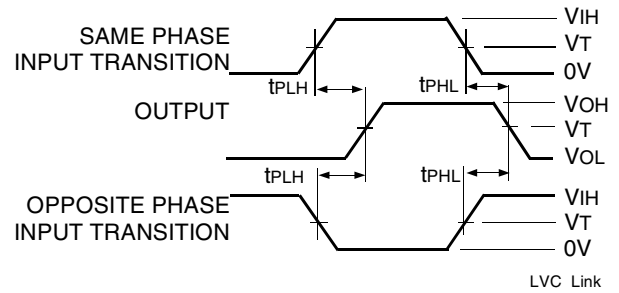 SAME PHASE
INPUT TRANSITION
VIH
VT
0V
tPLH
tPHL
OUTPUT
VOH
VT
VOL
tPLH
tPHL
OPPOSITE PHASE
INPUT TRANSITION
VIH
VT
0V
LVC Link